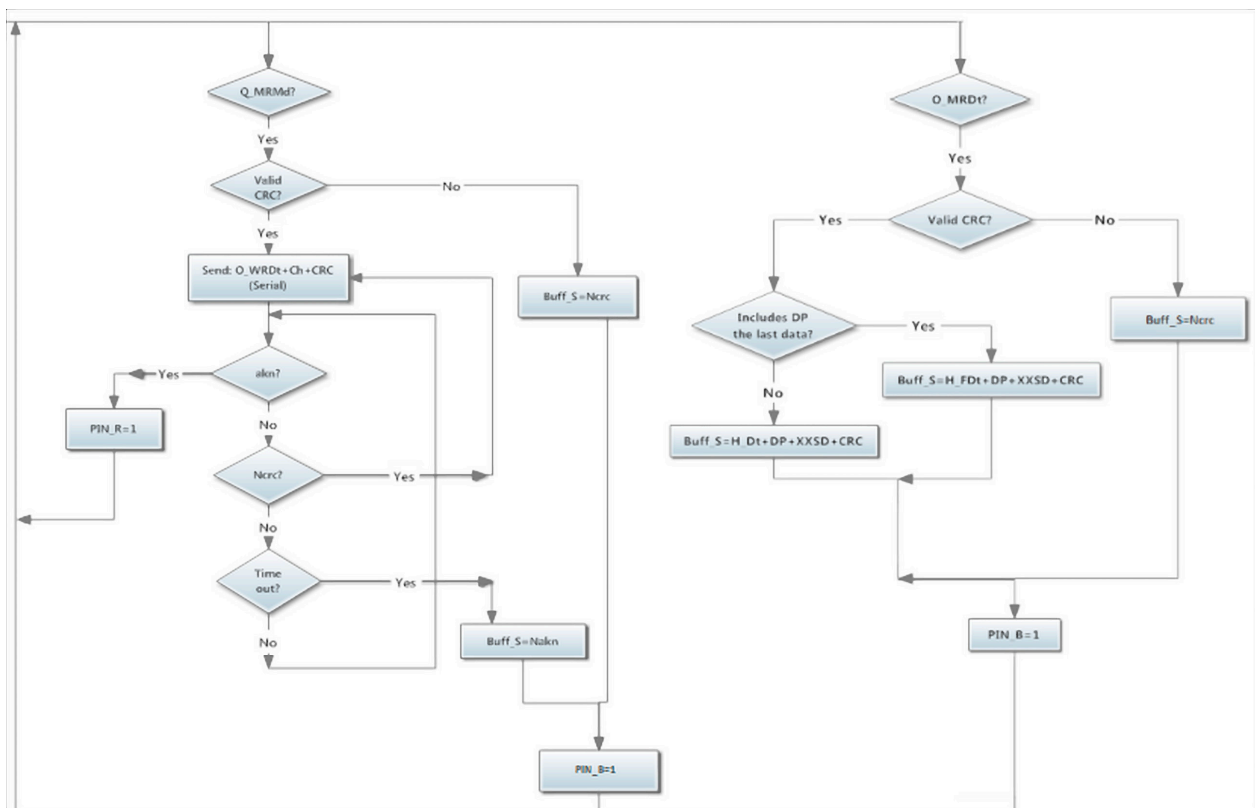 Q_MRMd?
Yes
Valid
CRC?
No
Yes
Send: O_WRDt+Ch+CRC
(Serial)
Buff_S=Ncrc
akn?
Yes
PIN_R=1
No
Ncrc?
Yes
No
Time
out?
Yes
Buff_S=Nakn
No
PIN_B=1
O_MRDt?
Yes
Valid CRC?
Yes
No
Includes DP
the last data?
Yes
Buff_S=Ncrc
Buff_S=H_FDt+DP+XXSD+CRC
No
Buff_S=H_Dt+DP+XXSD+CRC
PIN_B=1